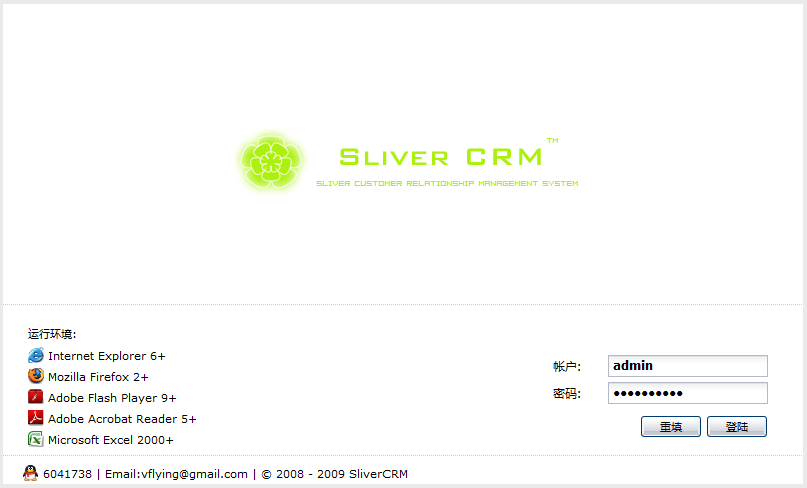 SLIVER CRM™
SLIVER CUSTOMER RELATIONSHIP MANAGEMENT SYSTEM
运行环境:
Internet Explorer 6+
Mozilla Firefox 2+
Adobe Flash Player 9+
Adobe Acrobat Reader 5+
Microsoft Excel 2000+
帐户: admin
密码: ●●●●●●●●●●
重填 登陆
6041738 | Email:vflying@gmail.com | © 2008 - 2009 SliverCRM